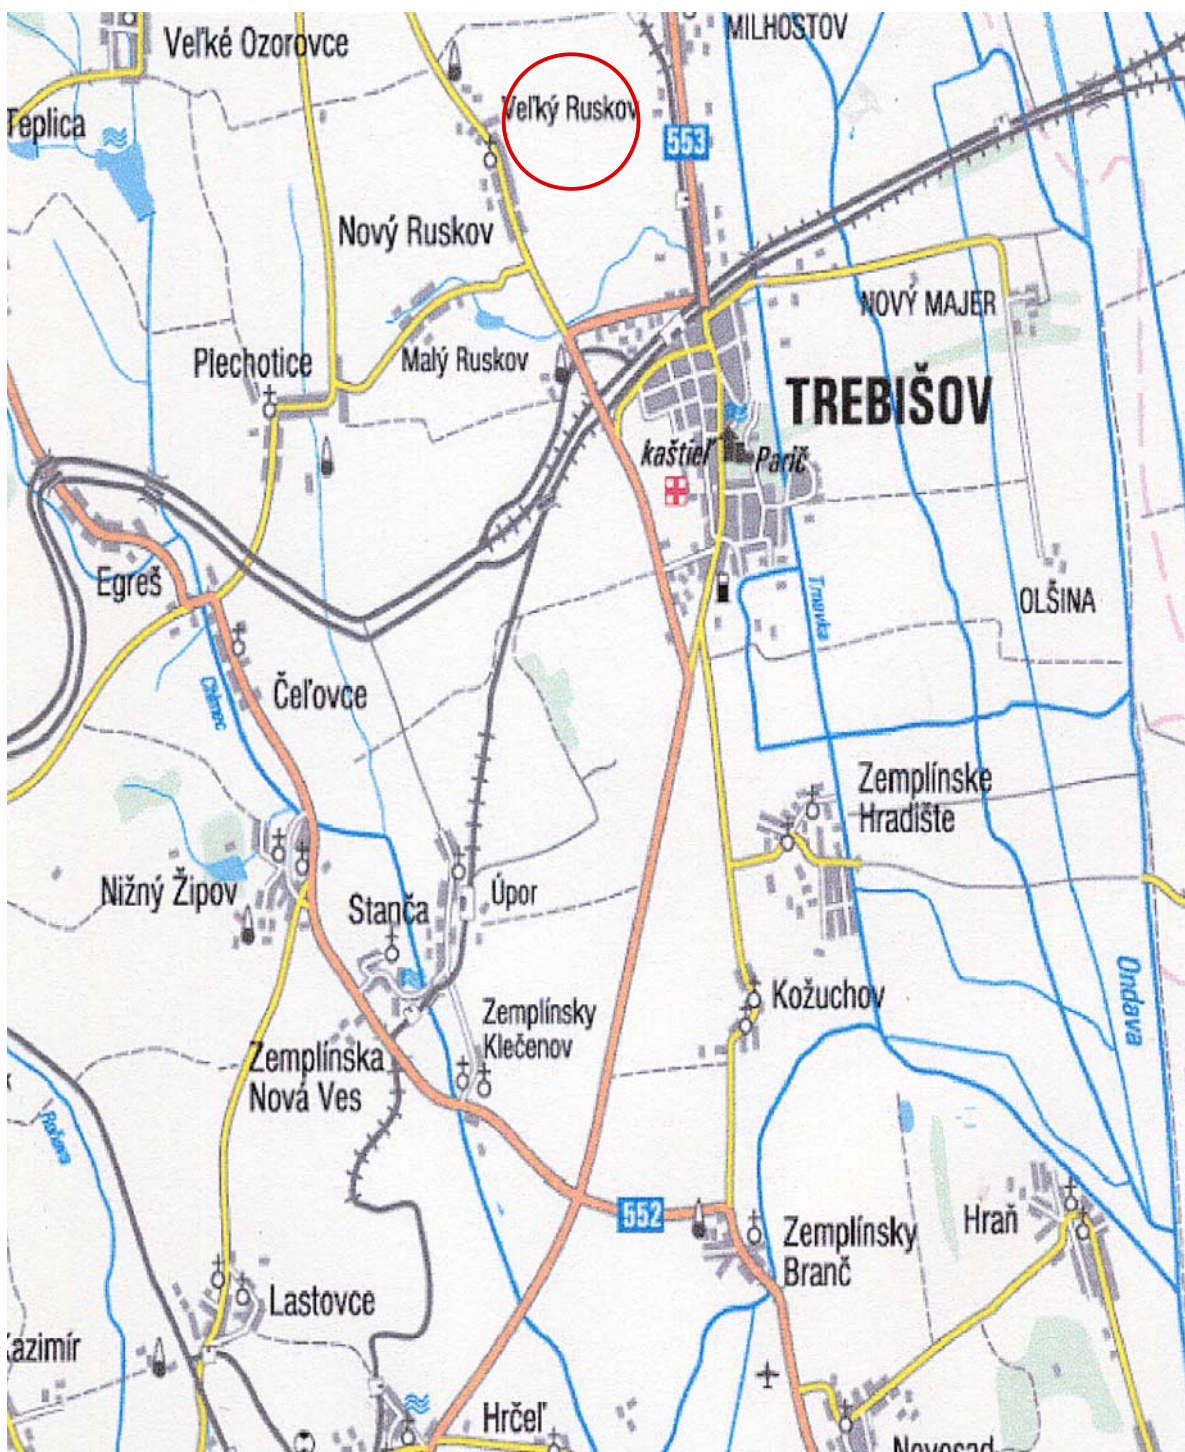 MILHOSTOV
Veľké Ozorovce
Veľký Ruskov
Teplica
553
Nový Ruskov
NOVÝ MAJER
Plechotice
Malý Ruskov
TREBIŠOV
kaštieľ
Parič
Egreš
OLŠINA
Trnavka
Čeľovce
Chlmec
Zemplínske
Hradište
Nižný Žipov
Stanča
Úpor
Ondava
Kožuchov
Zemplínsky
Klečenov
Zemplínska
Nová Ves
Roňava
552
Hraň
Zemplínsky
Branč
Lastovce
Kazimír
Hrčeľ
Novosad